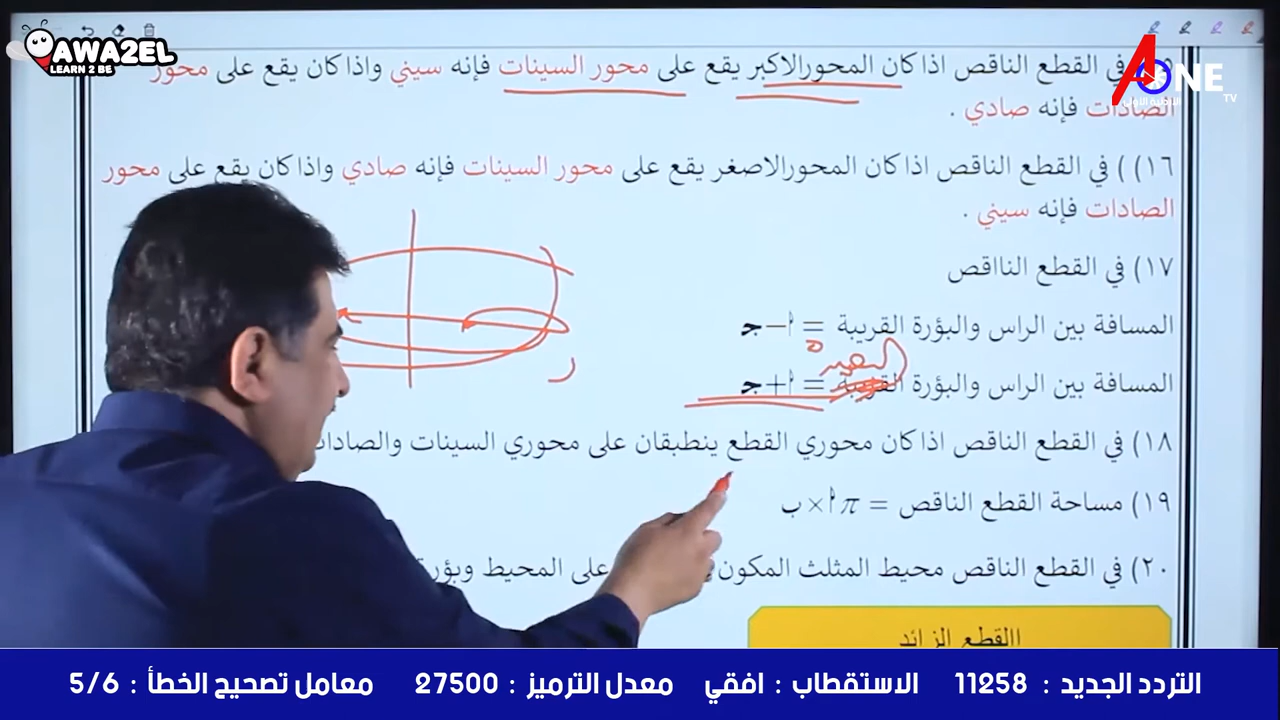 AWA2EL
LEARN 2 BE
A ONE TV
في القطع الناقص اذا كان المحورالاكبر يقع على محور السينات فإنه سيني واذا كان يقع على محور
الصادات فإنه صادي .
١٦) ) في القطع الناقص اذا كان المحورالاصغر يقع على محور السينات فإنه صادي واذا كان يقع على محور
الصادات فإنه سيني .
١٧) في القطع الناقص
المسافة بين الراس والبؤرة القريبة = أ – جـ
البعيدة
المسافة بين الراس والبؤرة القريبة = أ + جـ
١٨) في القطع الناقص اذا كان محوري القطع ينطبقان على محوري السينات والصادات
١٩) مساحة القطع الناقص = π أ × ب
٢٠) في القطع الناقص محيط المثلث المكون على المحيط وبؤرة
االقطع الزائد
التردد الجديد : 11258 الاستقطاب : افقي معدل الترميز : 27500 معامل تصحيح الخطأ : 5/6